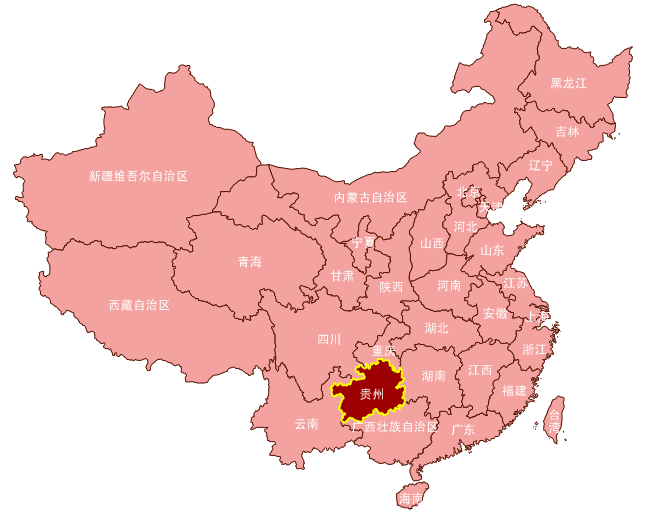 黑龙江
吉林
辽宁
新疆维吾尔自治区
内蒙古自治区
北京
天津
河北
宁夏
山西
山东
青海
甘肃
陕西
河南
江苏
西藏自治区
安徽
上海
湖北
四川
重庆
浙江
湖南
江西
贵州
福建
云南
广西壮族自治区
广东
台
湾
海南